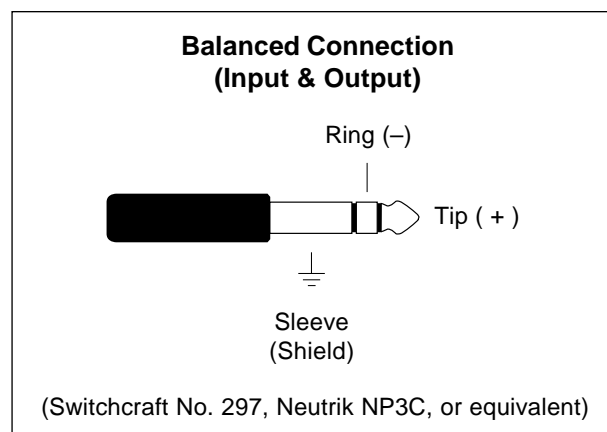 Balanced Connection
(Input & Output)
Ring (–)
Tip ( + )
Sleeve
(Shield)
(Switchcraft No. 297, Neutrik NP3C, or equivalent)